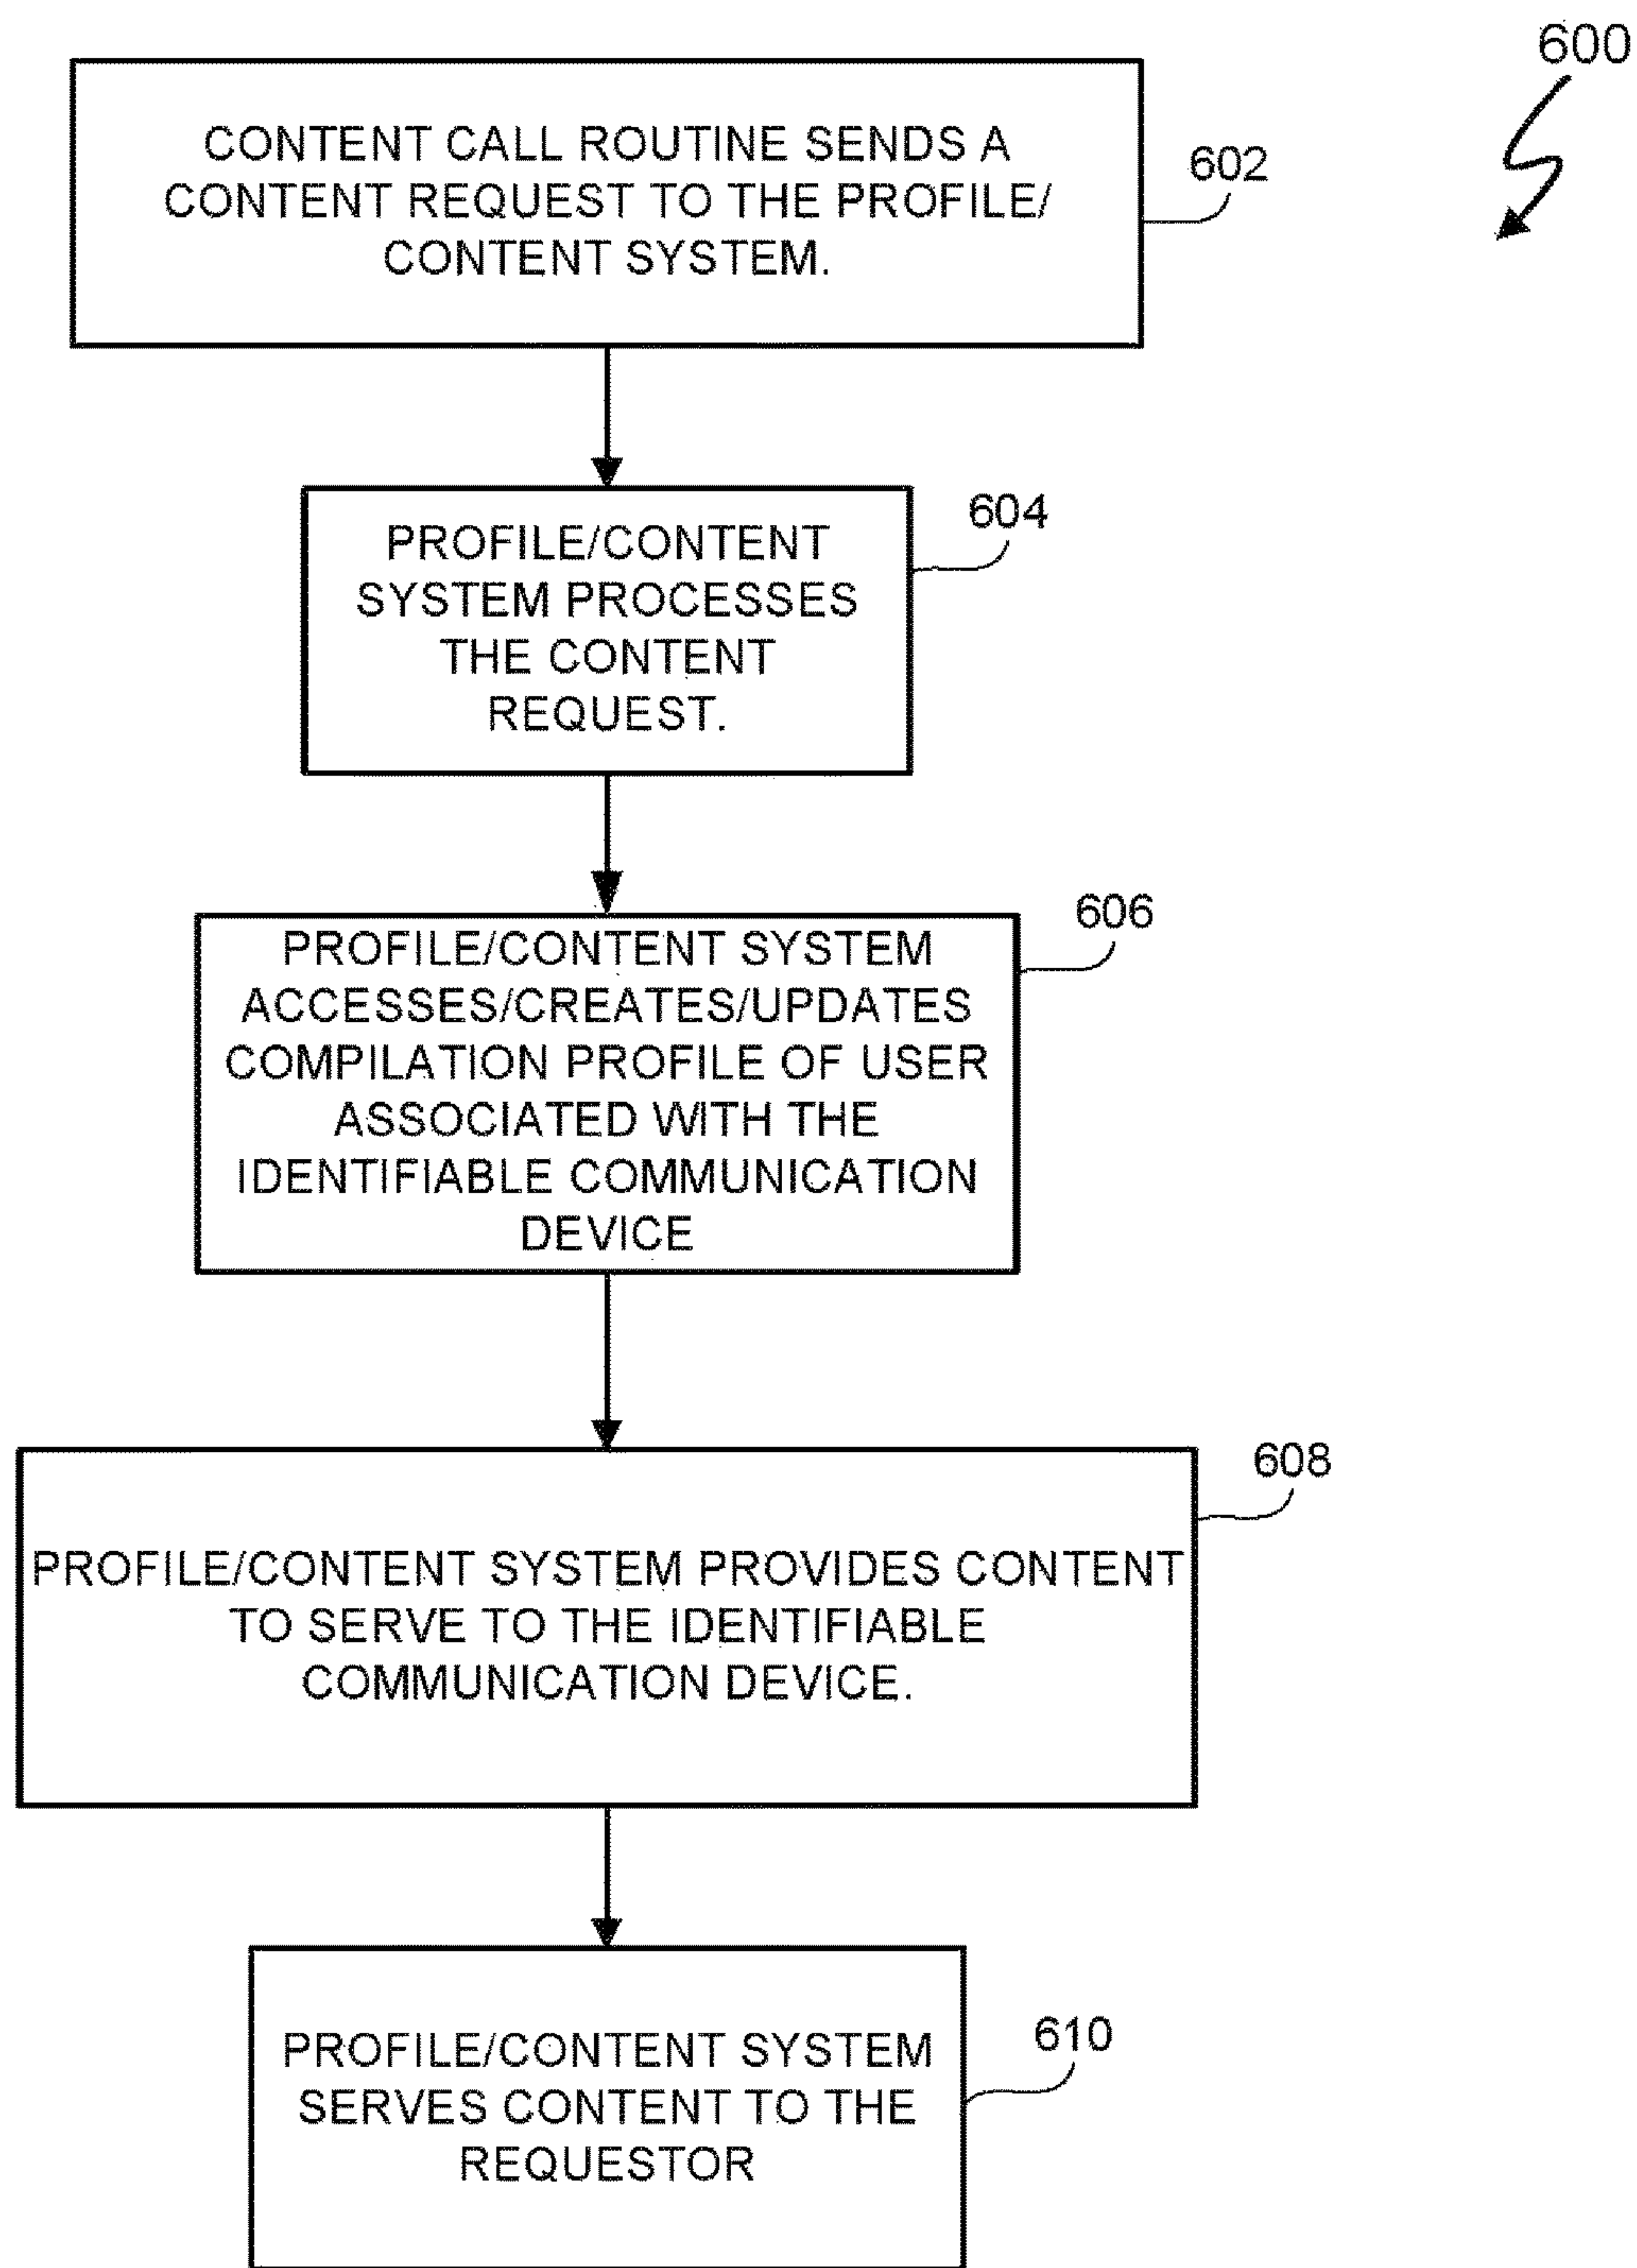 600
CONTENT CALL ROUTINE SENDS A
CONTENT REQUEST TO THE PROFILE/
CONTENT SYSTEM.
602
PROFILE/CONTENT
SYSTEM PROCESSES
THE CONTENT
REQUEST.
604
PROFILE/CONTENT SYSTEM
ACCESSES/CREATES/UPDATES
COMPILATION PROFILE OF USER
ASSOCIATED WITH THE
IDENTIFIABLE COMMUNICATION
DEVICE
606
PROFILE/CONTENT SYSTEM PROVIDES CONTENT
TO SERVE TO THE IDENTIFIABLE
COMMUNICATION DEVICE.
608
PROFILE/CONTENT SYSTEM
SERVES CONTENT TO THE
REQUESTOR
610